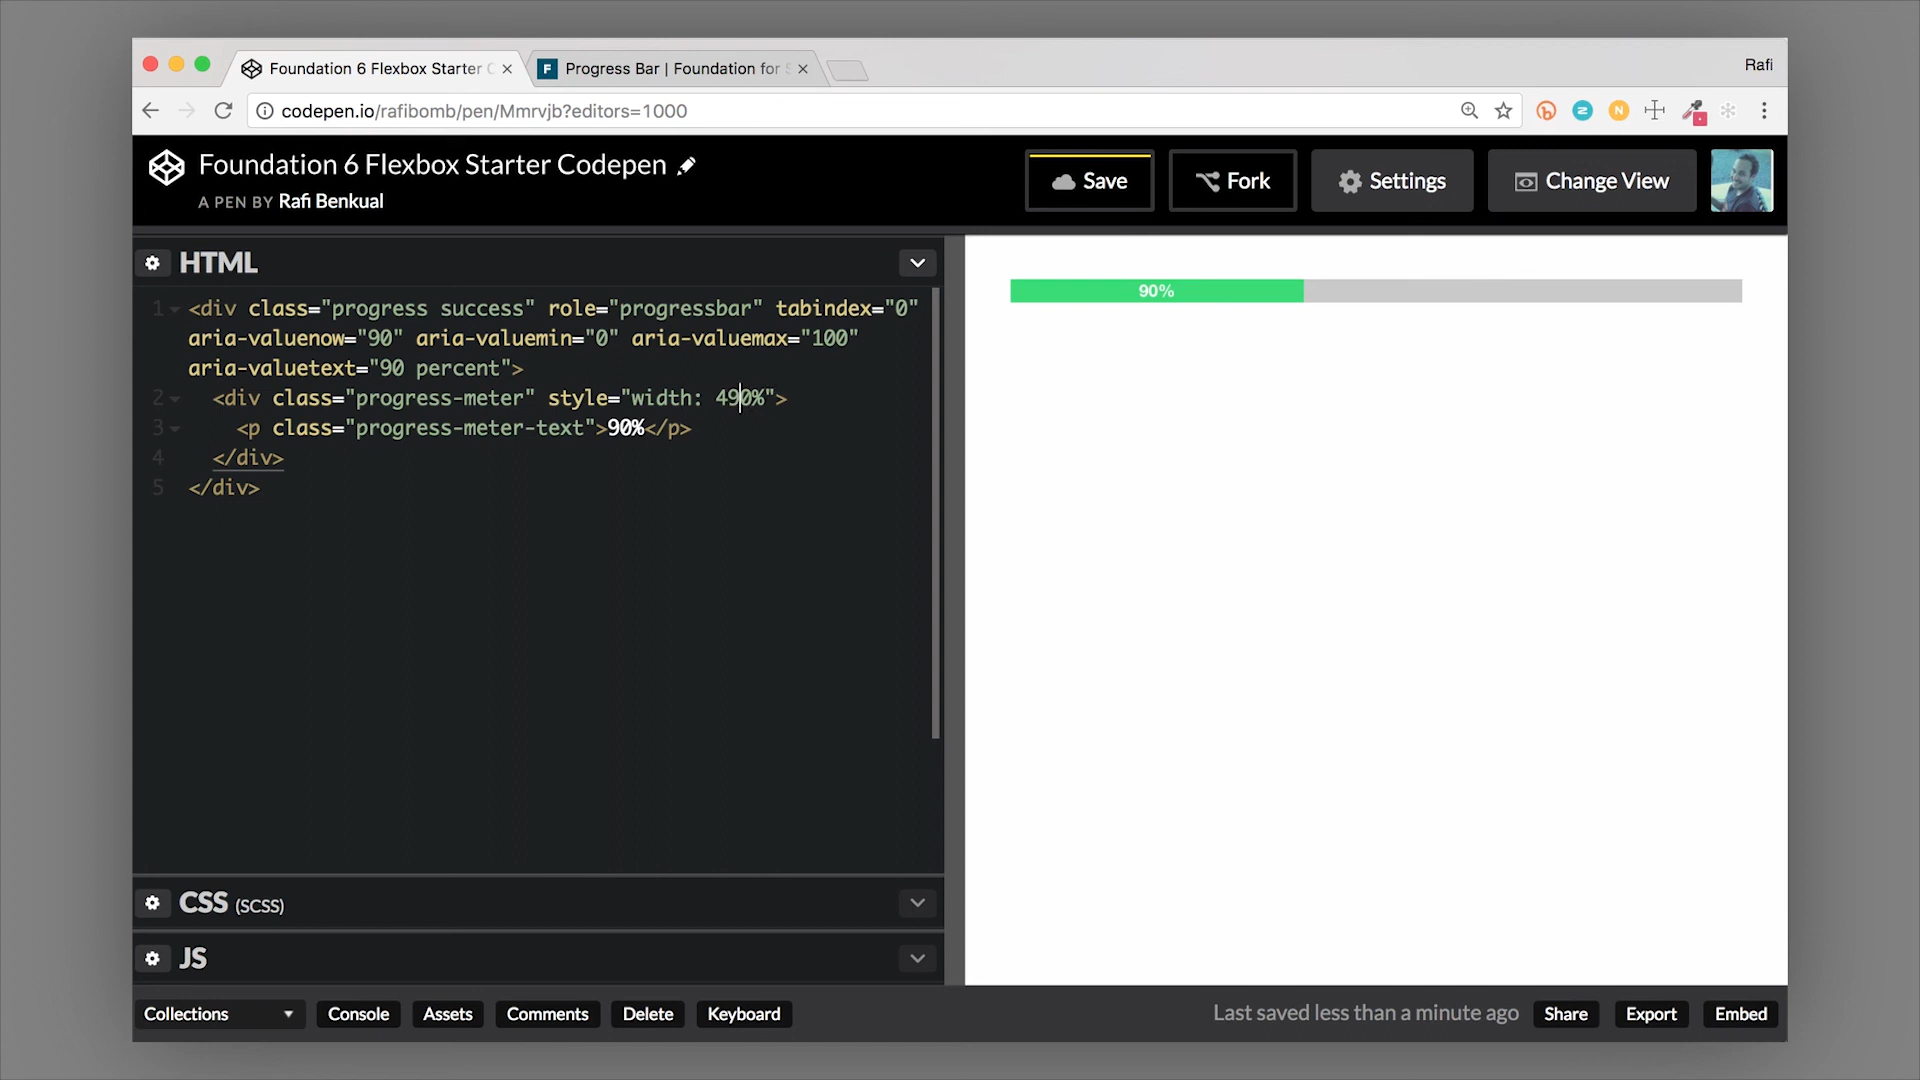 Foundation 6 Flexbox Starter C
Progress Bar | Foundation for S
Rafi
codepen.io/rafibomb/pen/Mmrvjb?editors=1000
Foundation 6 Flexbox Starter Codepen
A PEN BY Rafi Benkual
Save
Fork
Settings
Change View
HTML
1 <div class="progress success" role="progressbar" tabindex="0"
aria-valuenow="90" aria-valuemin="0" aria-valuemax="100"
aria-valuetext="90 percent">
2 <div class="progress-meter" style="width: 490%">
3 <p class="progress-meter-text">90%</p>
4 </div>
5 </div>
90%
CSS (SCSS)
JS
Collections
Console
Assets
Comments
Delete
Keyboard
Last saved less than a minute ago
Share
Export
Embed